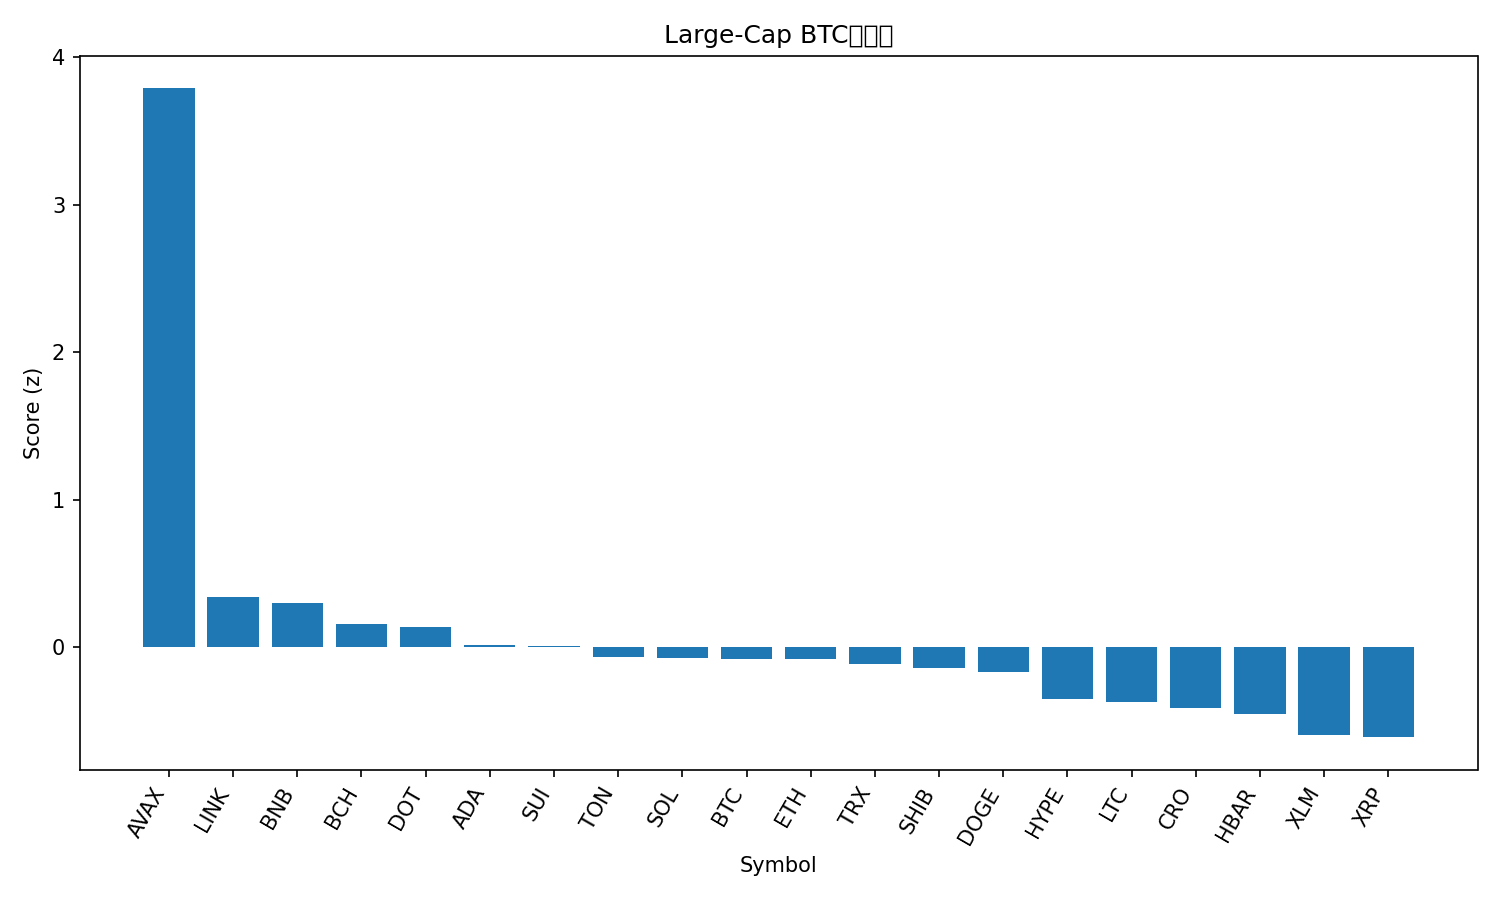 Large-Cap BTC
4
3
2
1
0
Score (z)
AVAX
LINK
BNB
BCH
DOT
ADA
SUI
TON
SOL
BTC
ETH
TRX
SHIB
DOGE
HYPE
LTC
CRO
HBAR
XLM
XRP
Symbol